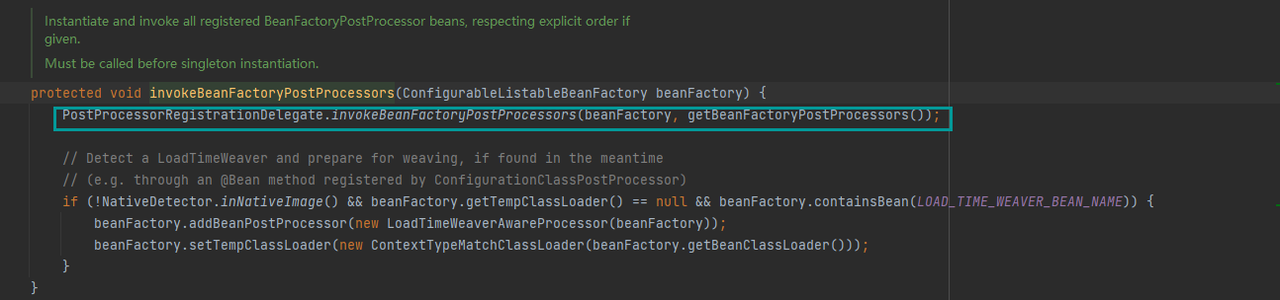 Instantiate and invoke all registered BeanFactoryPostProcessor beans, respecting explicit order if
given.
Must be called before singleton instantiation.
protected void invokeBeanFactoryPostProcessors(ConfigurableListableBeanFactory beanFactory) {
PostProcessorRegistrationDelegate.invokeBeanFactoryPostProcessors(beanFactory, getBeanFactoryPostProcessors());
// Detect a LoadTimeWeaver and prepare for weaving, if found in the meantime
// (e.g. through an @Bean method registered by ConfigurationClassPostProcessor)
if (!NativeDetector.inNativeImage() && beanFactory.getTempClassLoader() == null && beanFactory.containsBean(LOAD_TIME_WEAVER_BEAN_NAME)) {
beanFactory.addBeanPostProcessor(new LoadTimeWeaverAwareProcessor(beanFactory));
beanFactory.setTempClassLoader(new ContextTypeMatchClassLoader(beanFactory.getBeanClassLoader()));
}
}